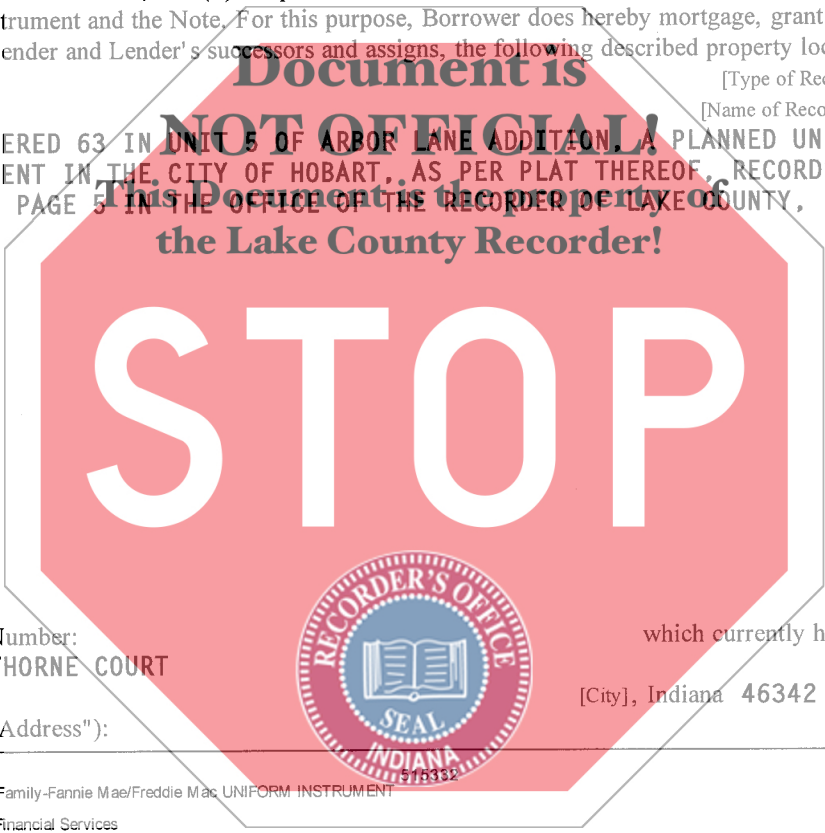 trument and the Note. For this purpose, Borrower does hereby mortgage, grant
ender and Lender's successors and assigns, the following described property loc
Document is
[Type of Rec
[Name of Reco
NOT OFFICIAL!
ERED 63 IN UNIT 5 OF ARBOR LANE ADDITION, A PLANNED UN
ENT IN THE CITY OF HOBART, AS PER PLAT THEREOF, RECORD
This Document is the property of
PAGE 5 IN THE OFFICE OF THE RECORDER OF LAKE COUNTY,
the Lake County Recorder!
STOP
RECORDER'S OFFICE
SEAL
INDIANA
Number:
which currently h
HORNE COURT
[City], Indiana 46342
Address"):
515332
Family-Fannie Mae/Freddie Mac UNIFORM INSTRUMENT
Financial Services